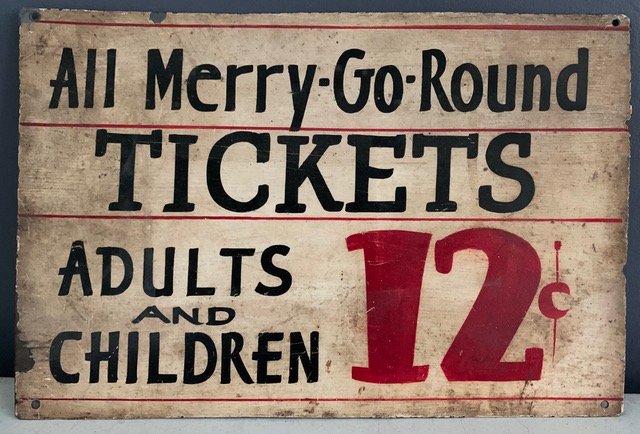 All Merry-Go-Round
TICKETS
ADULTS
AND
CHILDREN
12¢